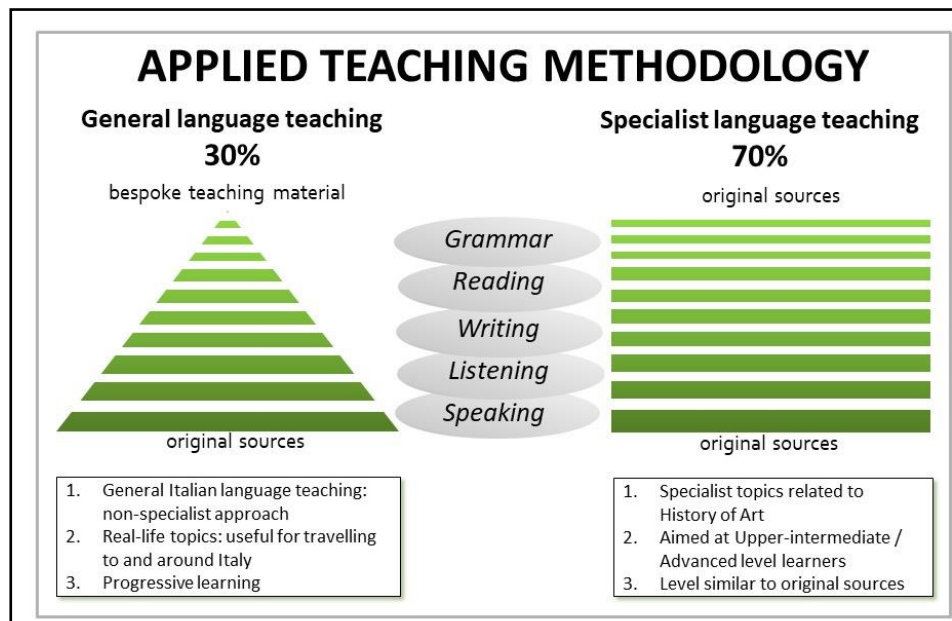 APPLIED TEACHING METHODOLOGY
General language teaching
30%
bespoke teaching material
original sources
Specialist language teaching
70%
original sources
original sources
Grammar
Reading
Writing
Listening
Speaking
1. General Italian language teaching:
non-specialist approach
2. Real-life topics: useful for travelling
to and around Italy
3. Progressive learning
1. Specialist topics related to
History of Art
2. Aimed at Upper-intermediate /
Advanced level learners
3. Level similar to original sources